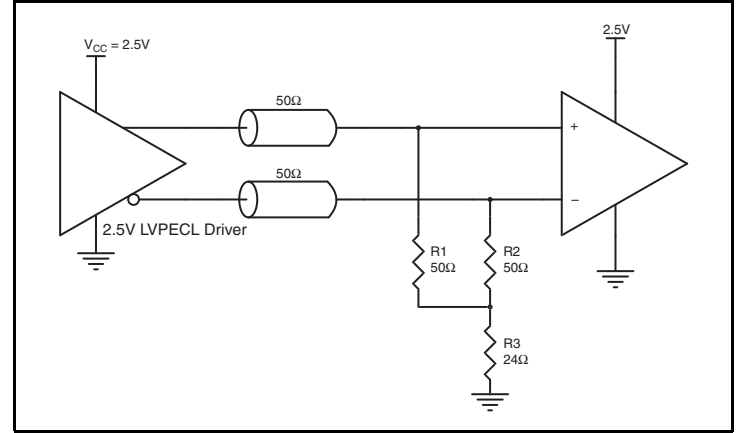 2.5V
V_CC = 2.5V
50Ω
+
50Ω
–
2.5V LVPECL Driver
R1
50Ω
R2
50Ω
R3
24Ω